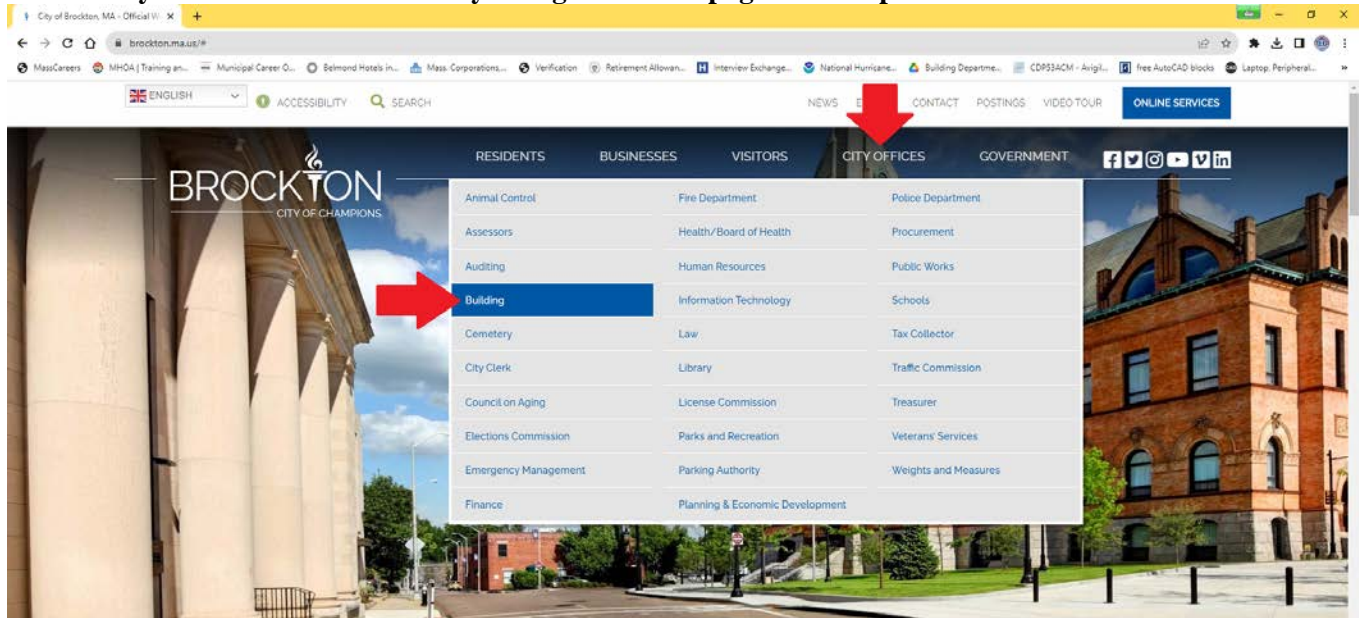 City of Brockton, MA - Official W
brockton.ma.us/#
MassCareers MHOA | Training an... Municipal Career O... Belmond Hotels in... Mass. Corporations,... Verification Retirement Allowan... Interview Exchange... National Hurricane... Building Departme... CDPS3ACM - Avigil... free AutoCAD blocks Laptop, Peripheral...
ENGLISH ACCESSIBILITY SEARCH NEWS CONTACT POSTINGS VIDEO TOUR ONLINE SERVICES
RESIDENTS BUSINESSES VISITORS CITY OFFICES GOVERNMENT
BROCKTON
CITY OF CHAMPIONS
Animal Control Fire Department Police Department
Assessors Health/Board of Health Procurement
Auditing Human Resources Public Works
Building Information Technology Schools
Cemetery Law Tax Collector
City Clerk Library Traffic Commission
Council on Aging License Commission Treasurer
Elections Commission Parks and Recreation Veterans' Services
Emergency Management Parking Authority Weights and Measures
Finance Planning & Economic Development